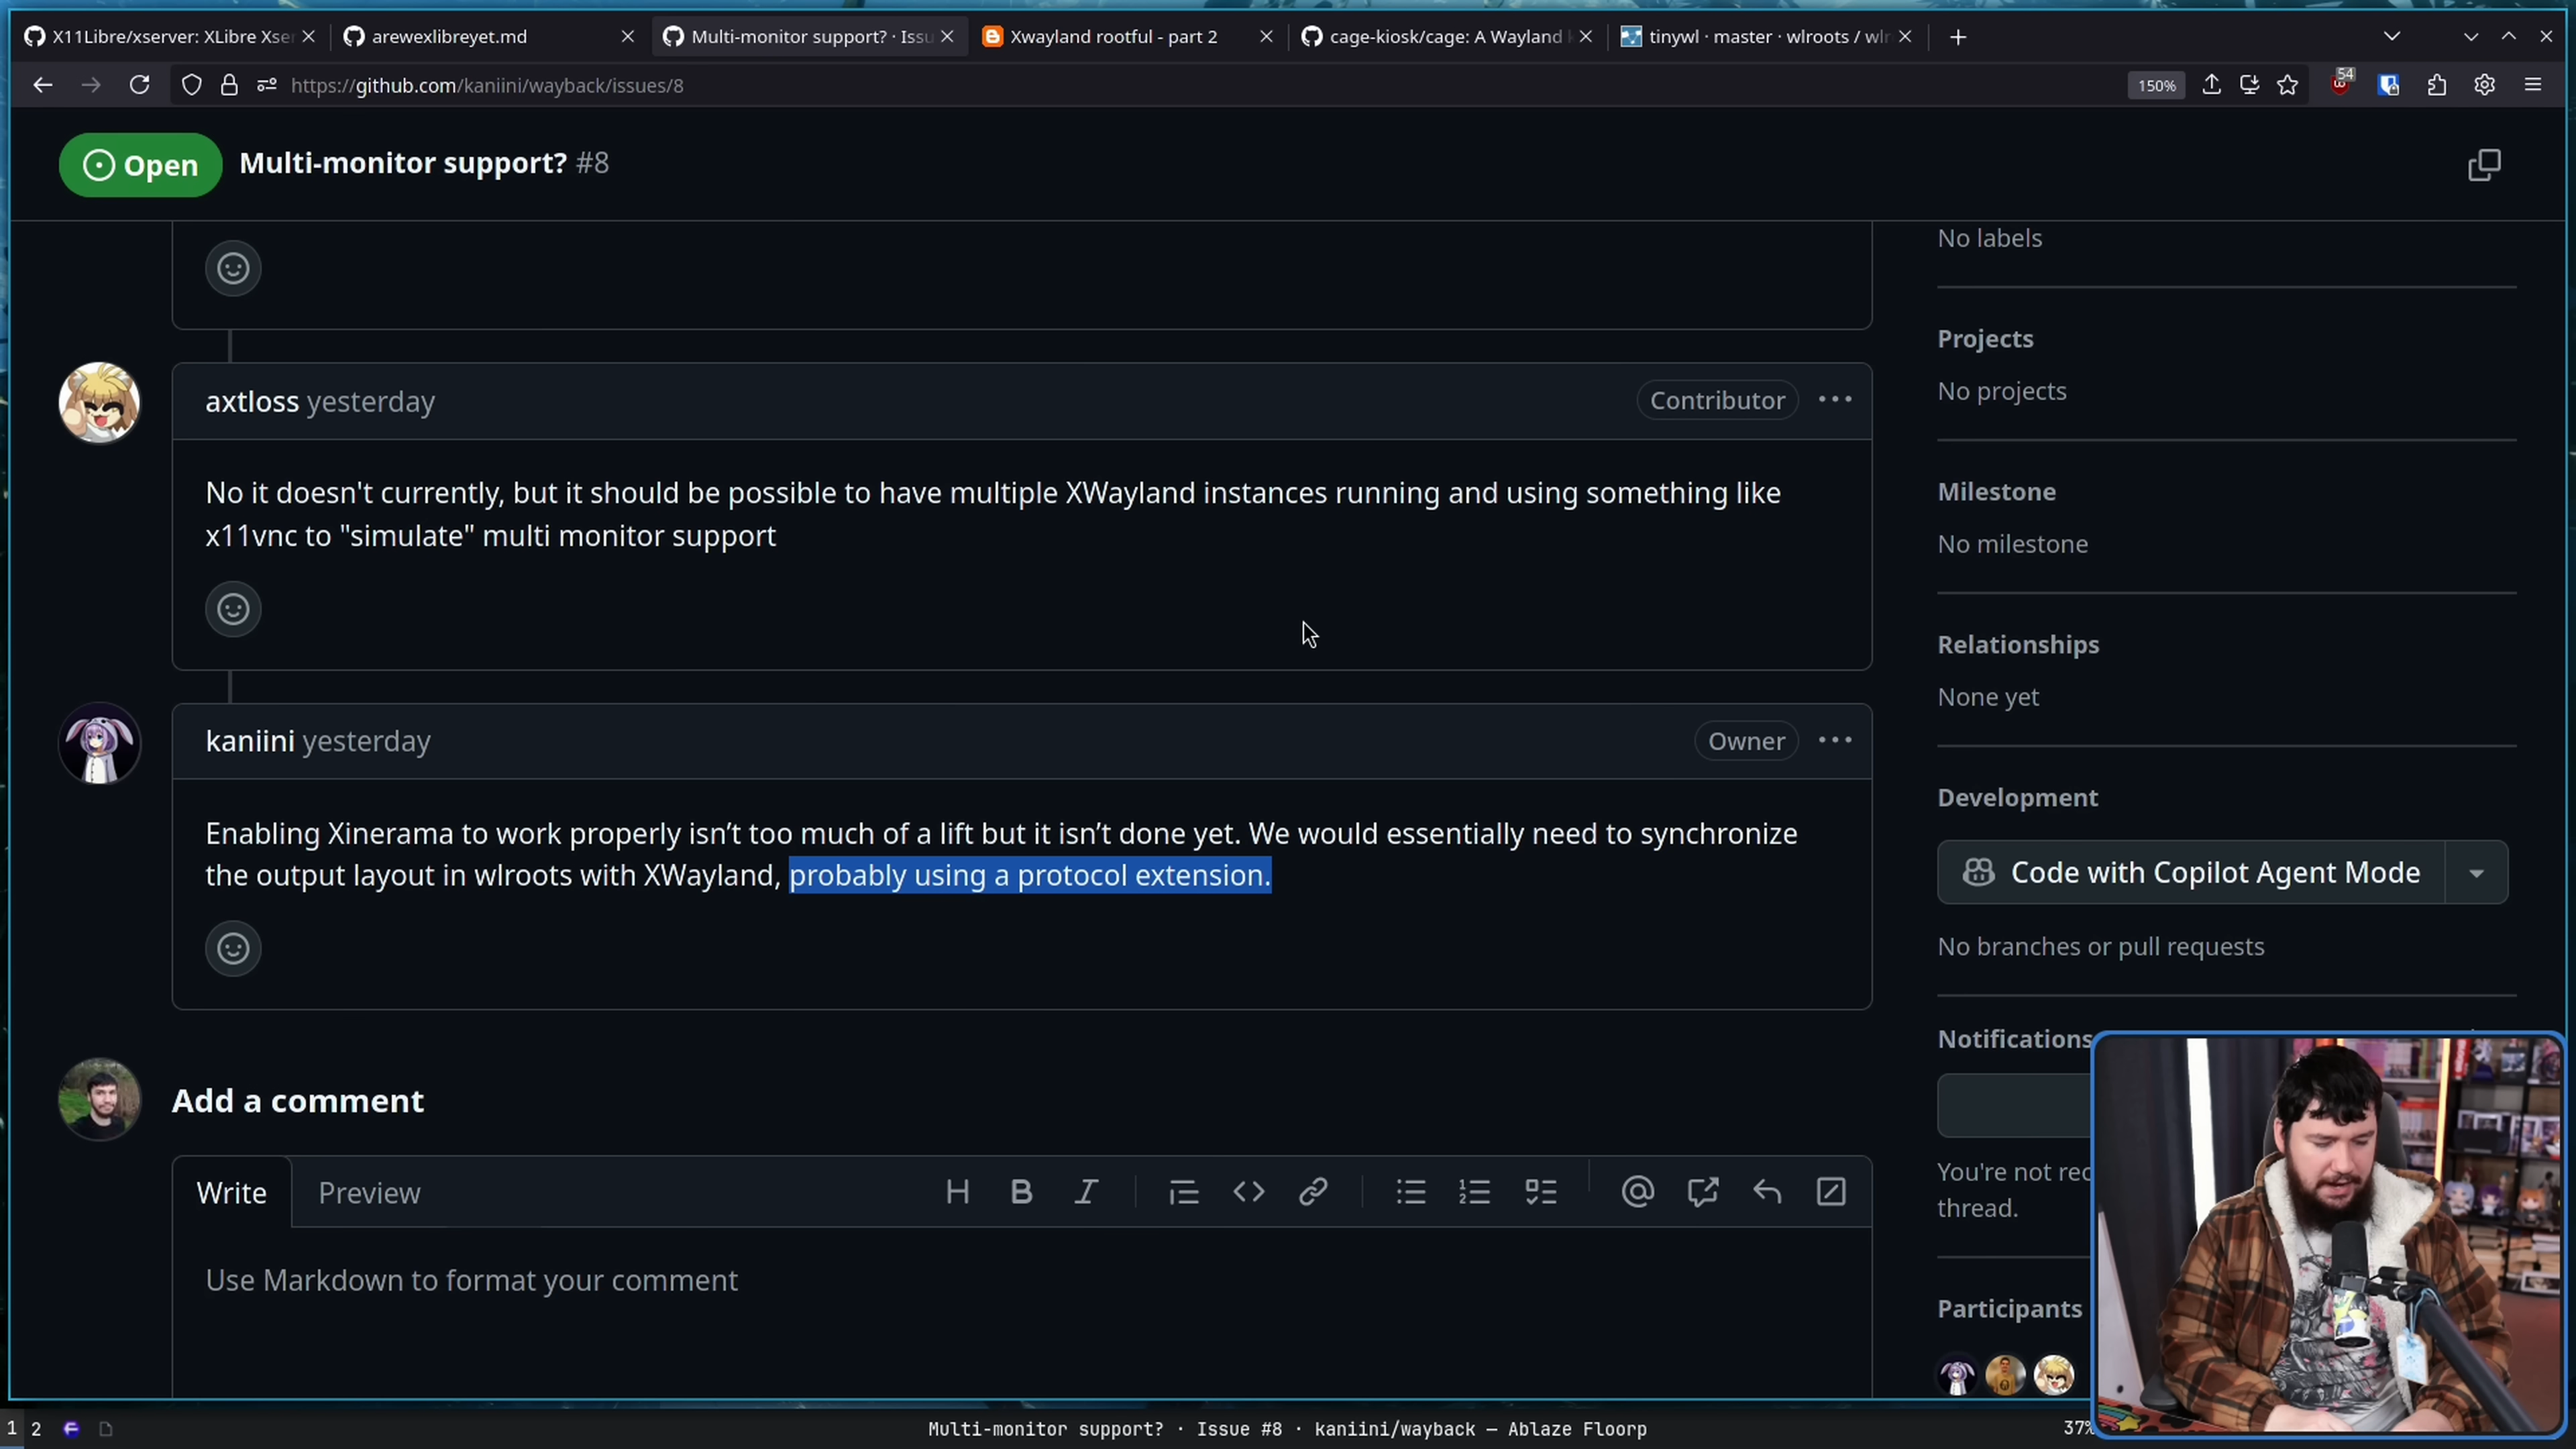 X11Libre/xserver: XLibre Xser
arewexlibreyet.md
Multi-monitor support? · Issu
Xwayland rootful - part 2
cage-kiosk/cage: A Wayland k
tinywl · master · wlroots / wlr
https://github.com/kaniini/wayback/issues/8
150%
54
Open
Multi-monitor support? #8
No labels
Projects
No projects
Milestone
No milestone
Relationships
None yet
Development
Code with Copilot Agent Mode
No branches or pull requests
Notifications
You're not rec
thread.
Participants
axtloss yesterday
Contributor
No it doesn't currently, but it should be possible to have multiple XWayland instances running and using something like
x11vnc to "simulate" multi monitor support
kaniini yesterday
Owner
Enabling Xinerama to work properly isn’t too much of a lift but it isn’t done yet. We would essentially need to synchronize
the output layout in wlroots with XWayland, probably using a protocol extension.
Add a comment
Write
Preview
Use Markdown to format your comment
1 2
Multi-monitor support? · Issue #8 · kaniini/wayback — Ablaze Floorp
37%